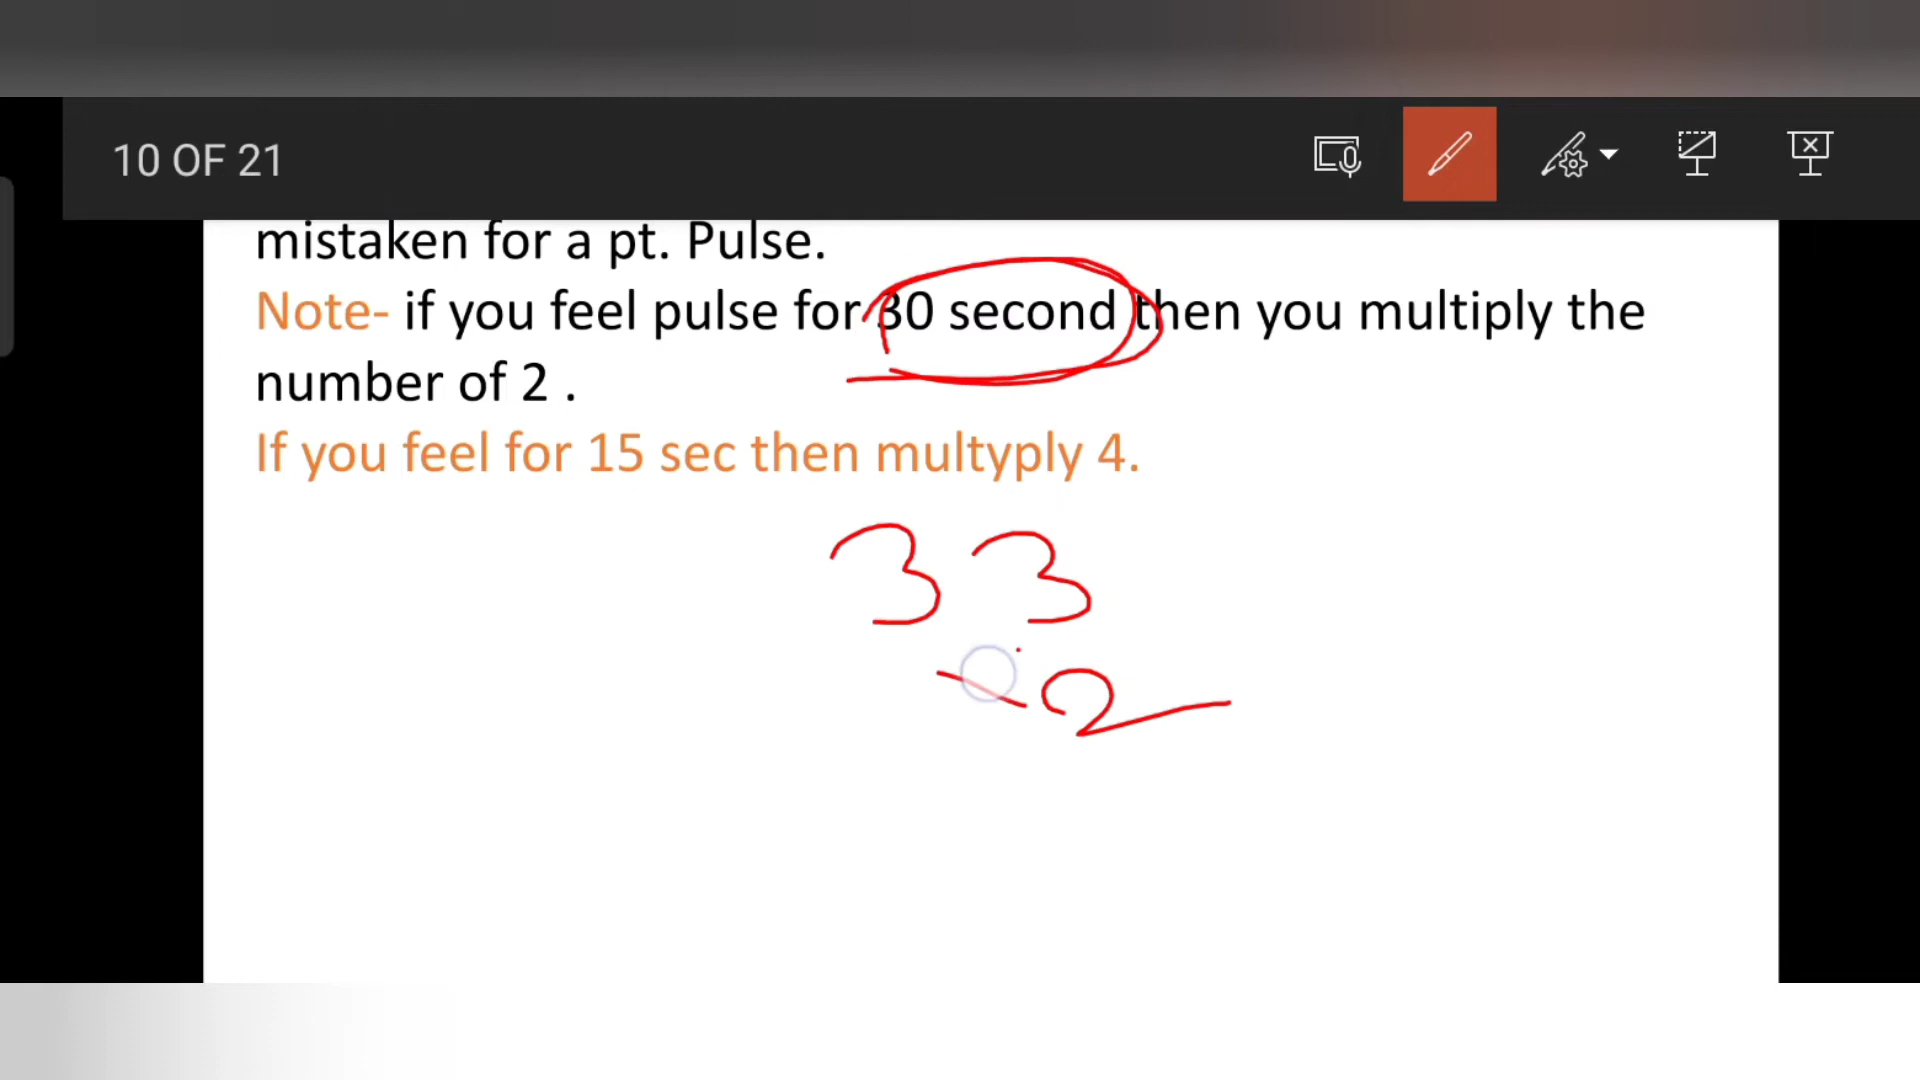 10 OF 21
mistaken for a pt. Pulse.
Note- if you feel pulse for 30 second then you multiply the
number of 2 .
If you feel for 15 sec then multyply 4.
33
2